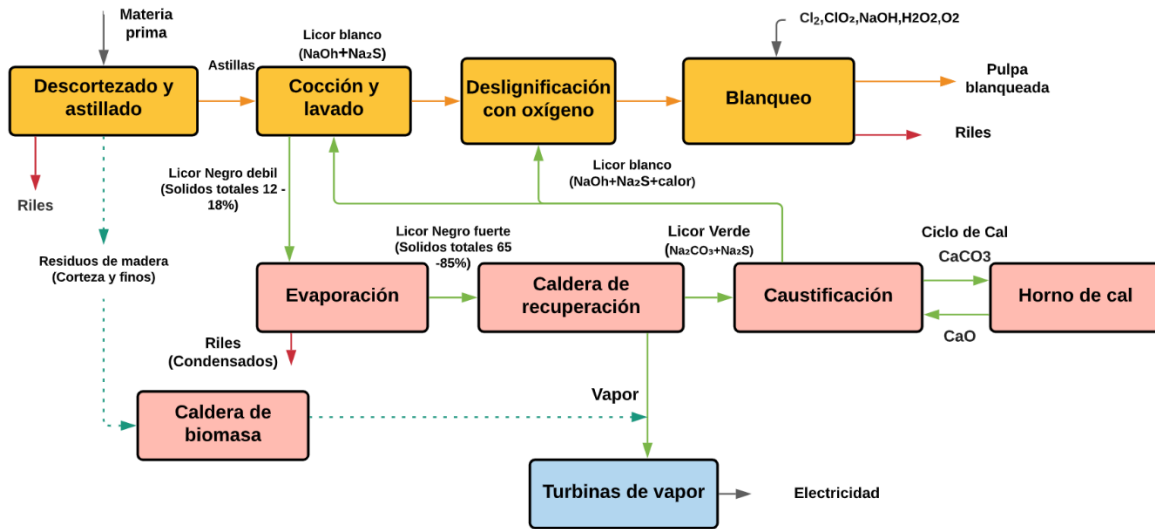 Materia
prima
Cl₂,ClO₂,NaOH,H2O2,O2
Licor blanco
(NaOh+Na₂S)
Descortezado y
astillado
Astillas
Cocción y
lavado
Deslignificación
con oxígeno
Blanqueo
Pulpa
blanqueada
Riles
Licor Negro debil
(Solidos totales 12 -
18%)
Licor blanco
(NaOh+Na₂S+calor)
Riles
Residuos de madera
(Corteza y finos)
Licor Negro fuerte
(Solidos totales 65
-85%)
Licor Verde
(Na₂CO₃+Na₂S)
Ciclo de Cal
CaCO3
Evaporación
Caldera de
recuperación
Caustificación
Horno de cal
CaO
Riles
(Condensados)
Vapor
Caldera de
biomasa
Turbinas de vapor
Electricidad